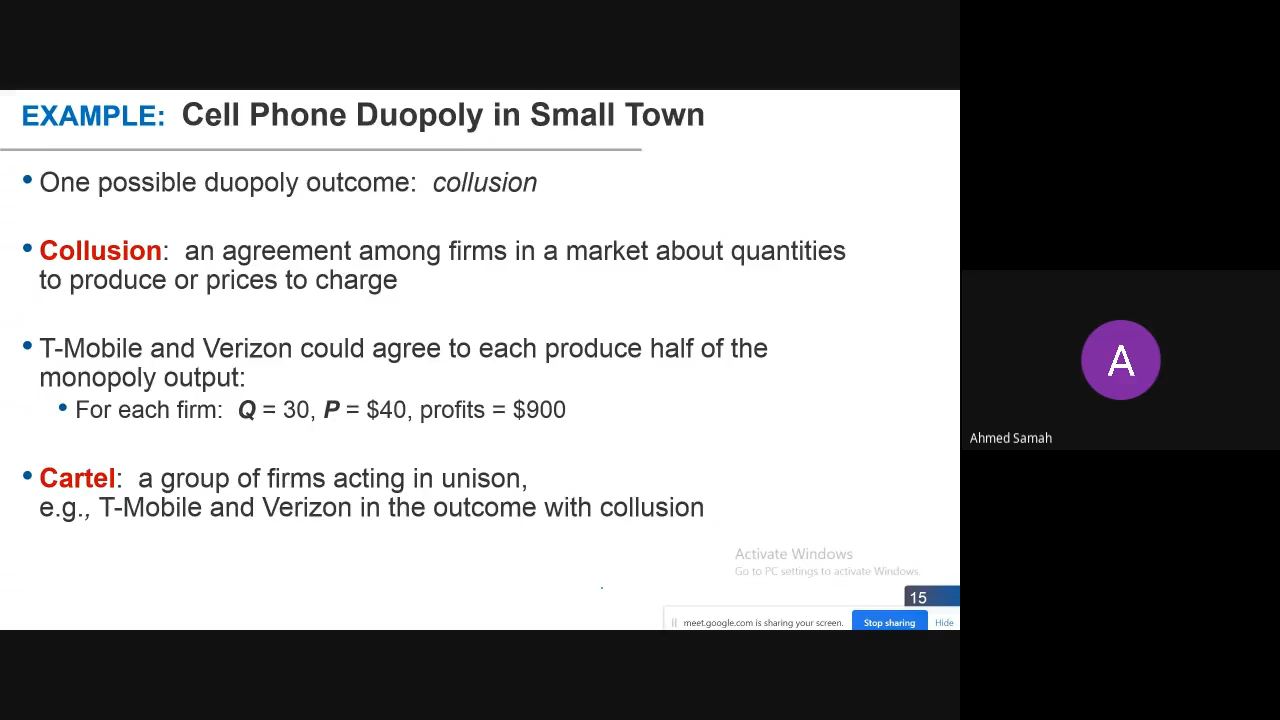 EXAMPLE: Cell Phone Duopoly in Small Town
• One possible duopoly outcome: collusion
• Collusion: an agreement among firms in a market about quantities
to produce or prices to charge
• T-Mobile and Verizon could agree to each produce half of the
monopoly output:
• For each firm: Q = 30, P = $40, profits = $900
• Cartel: a group of firms acting in unison,
e.g., T-Mobile and Verizon in the outcome with collusion
Activate Windows
Go to PC settings to activate Windows.
15
meet.google.com is sharing your screen. Stop sharing Hide
A
Ahmed Samah